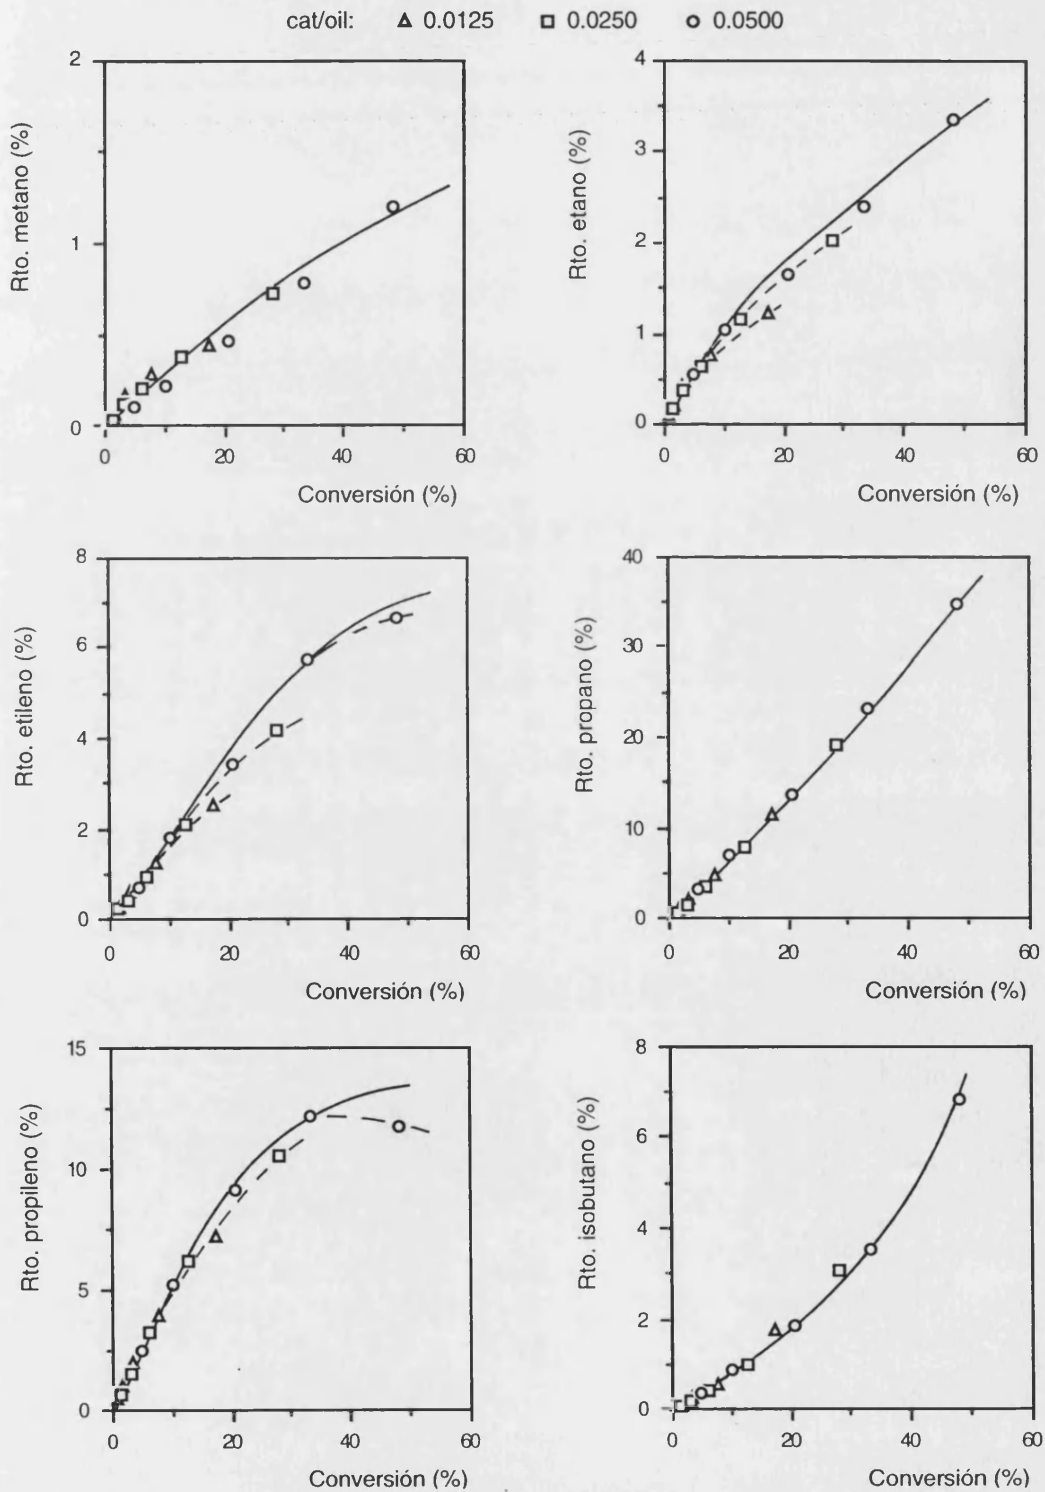 cat/oil: △ 0.0125 □ 0.0250 ○ 0.0500
Rto. metano (%)
2
1
0
0 20 40 60
Conversión (%)
Rto. etano (%)
4
3
2
1
0
0 20 40 60
Conversión (%)
Rto. etileno (%)
8
6
4
2
0
0 20 40 60
Conversión (%)
Rto. propano (%)
40
30
20
10
0
0 20 40 60
Conversión (%)
Rto. propileno (%)
15
10
5
0
0 20 40 60
Conversión (%)
Rto. isobutano (%)
8
6
4
2
0
0 20 40 60
Conversión (%)